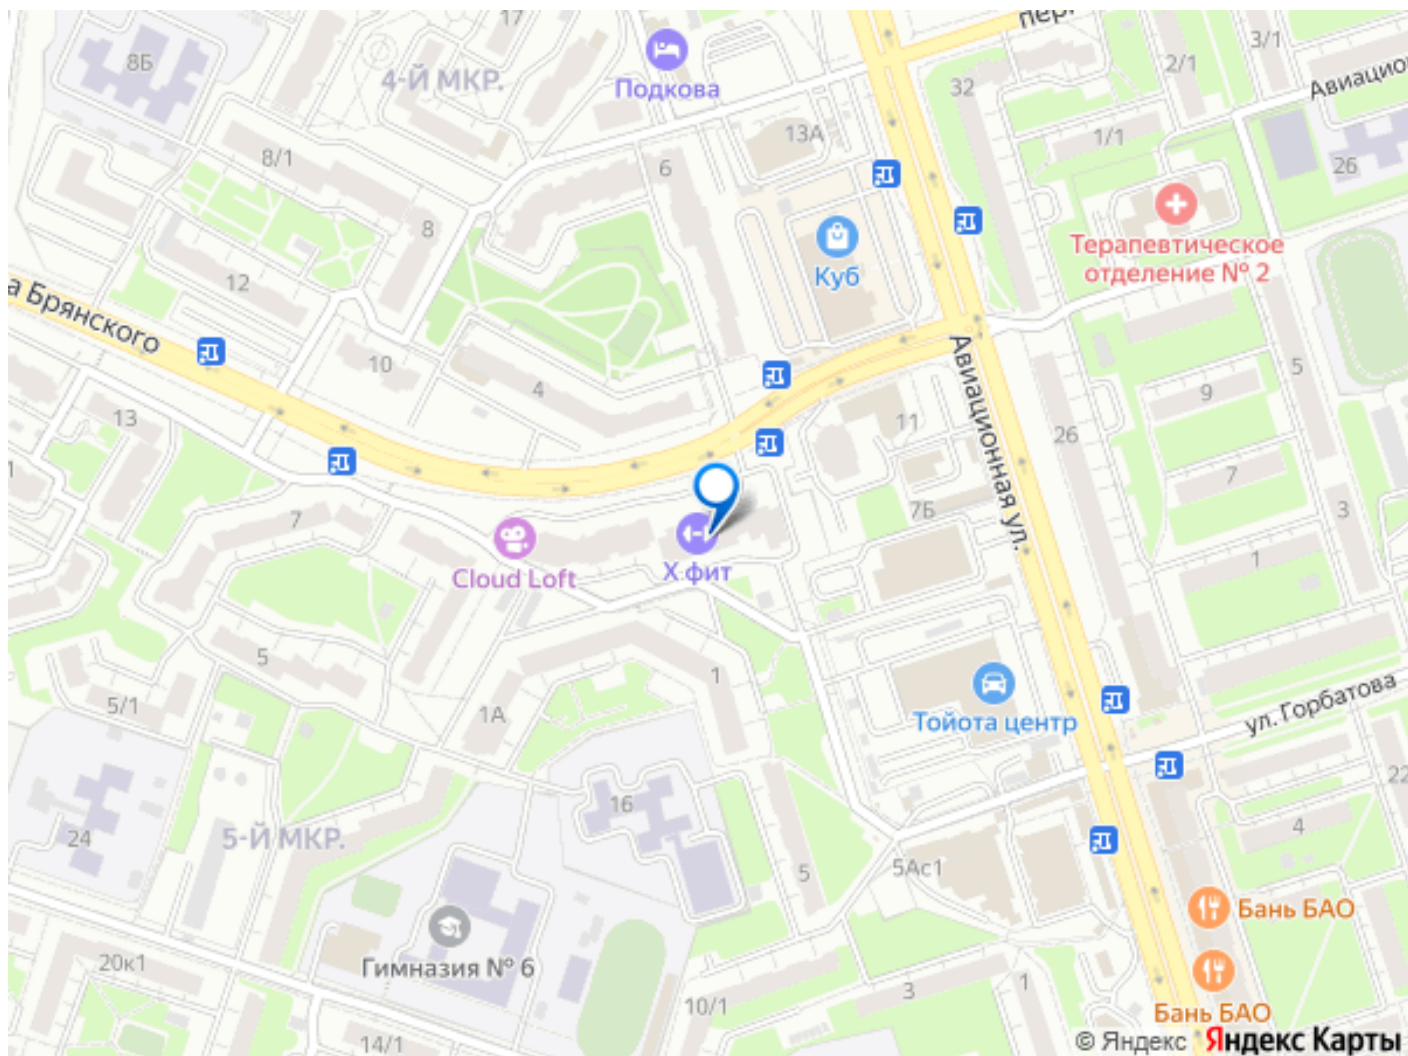 17
пер
3/1
8Б
4-Й МКР.
Подкова
2/1
32
Авиацио
13А
1/1
8/1
6
26
8
Куб
Терапевтическое
отделение № 2
12
а Брянского
10
4
Авиационная ул.
5
9
13
11
26
1
7
7
7Б
3
Cloud Loft
Х фит
1
5
1
5/1
1А
Тойота центр
ул. Горбатова
22
16
24
5-Й МКР.
4
5
5Ас1
Бань БАО
Гимназия № 6
20к1
10/1
3
1
Бань БАО
14/1
© Яндекс Яндекс Карты